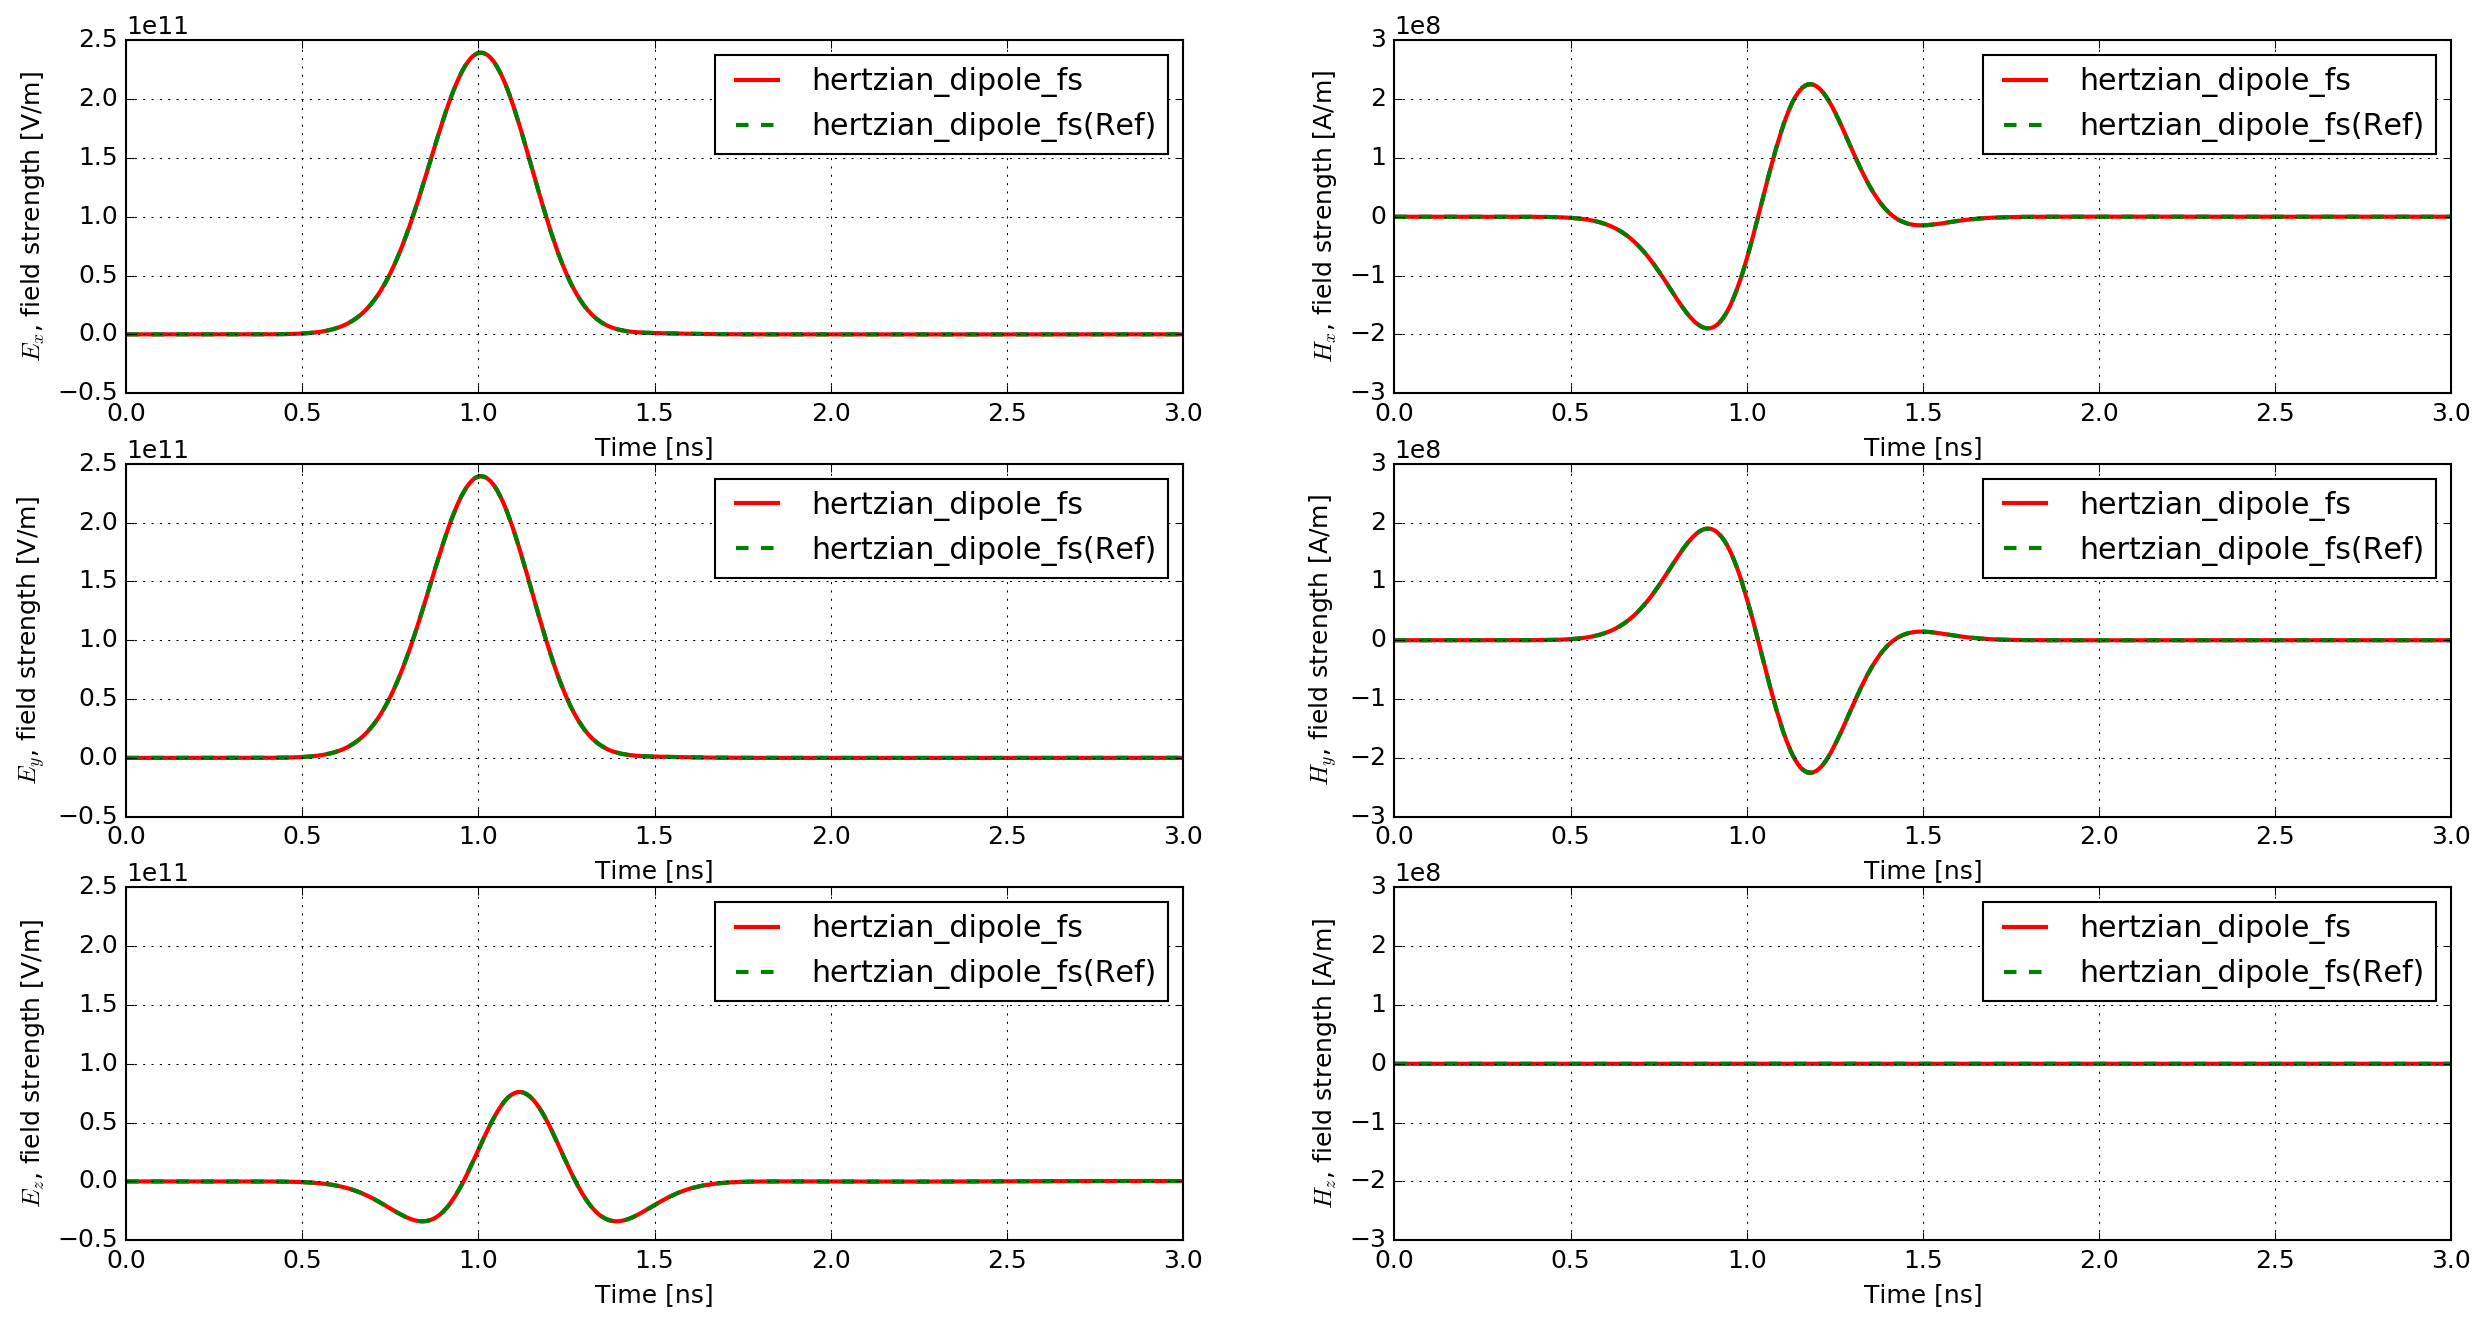 1e11
2.5
2.0
1.5
1.0
0.5
0.0
−0.5
E_x, field strength [V/m]
hertzian_dipole_fs
hertzian_dipole_fs(Ref)
0.0 0.5 1.0 1.5 2.0 2.5 3.0
Time [ns]
1e8
3
2
1
0
−1
−2
−3
H_x, field strength [A/m]
hertzian_dipole_fs
hertzian_dipole_fs(Ref)
0.0 0.5 1.0 1.5 2.0 2.5 3.0
Time [ns]
1e11
2.5
2.0
1.5
1.0
0.5
0.0
−0.5
E_y, field strength [V/m]
hertzian_dipole_fs
hertzian_dipole_fs(Ref)
0.0 0.5 1.0 1.5 2.0 2.5 3.0
Time [ns]
1e8
3
2
1
0
−1
−2
−3
H_y, field strength [A/m]
hertzian_dipole_fs
hertzian_dipole_fs(Ref)
0.0 0.5 1.0 1.5 2.0 2.5 3.0
Time [ns]
1e11
2.5
2.0
1.5
1.0
0.5
0.0
−0.5
E_z, field strength [V/m]
hertzian_dipole_fs
hertzian_dipole_fs(Ref)
0.0 0.5 1.0 1.5 2.0 2.5 3.0
Time [ns]
1e8
3
2
1
0
−1
−2
−3
H_z, field strength [A/m]
hertzian_dipole_fs
hertzian_dipole_fs(Ref)
0.0 0.5 1.0 1.5 2.0 2.5 3.0
Time [ns]